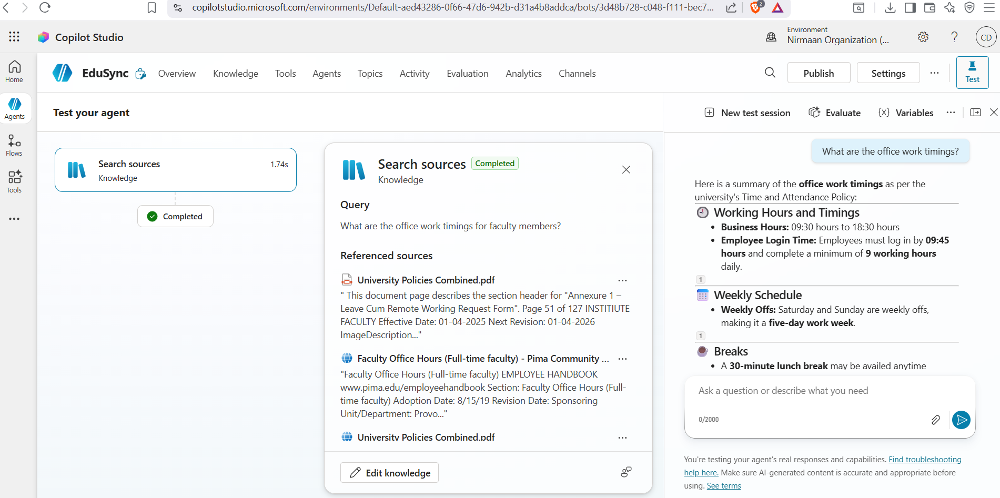 copilotstudio.microsoft.com/environments/Default-aed43286-0f66-47d6-942b-d31a4b8addca/bots/3d48b728-c048-f111-bec7...
2
Copilot Studio
Environment
Nirmaan Organization (...
CD
Home
EduSync
Overview
Knowledge
Tools
Agents
Topics
Activity
Evaluation
Analytics
Channels
Publish
Settings
Test
Agents
Flows
Tools
Test your agent
New test session
Evaluate
Variables
Search sources
1.74s
Knowledge
Completed
Search sources
Completed
Knowledge
Query
What are the office work timings for faculty members?
Referenced sources
University Policies Combined.pdf
" This document page describes the section header for "Annexure 1 –
Leave Cum Remote Working Request Form". Page 51 of 127 INSTITIUTE
FACULTY Effective Date: 01-04-2025 Next Revision: 01-04-2026
ImageDescription..."
Faculty Office Hours (Full-time faculty) - Pima Community ...
"Faculty Office Hours (Full-time faculty) EMPLOYEE HANDBOOK
www.pima.edu/employeehandbook Section: Faculty Office Hours (Full-
time faculty) Adoption Date: 8/15/19 Revision Date: Sponsoring
Unit/Department: Provo..."
University Policies Combined.pdf
Edit knowledge
What are the office work timings?
Here is a summary of the office work timings as per the
university's Time and Attendance Policy:
Working Hours and Timings
• Business Hours: 09:30 hours to 18:30 hours
• Employee Login Time: Employees must log in by 09:45
hours and complete a minimum of 9 working hours
daily.
1
Weekly Schedule
• Weekly Offs: Saturday and Sunday are weekly offs,
making it a five-day work week.
1
Breaks
• A 30-minute lunch break may be availed anytime
Ask a question or describe what you need
0/2000
You're testing your agent's real responses and capabilities. Find troubleshooting
help here. Make sure AI-generated content is accurate and appropriate before
using. See terms